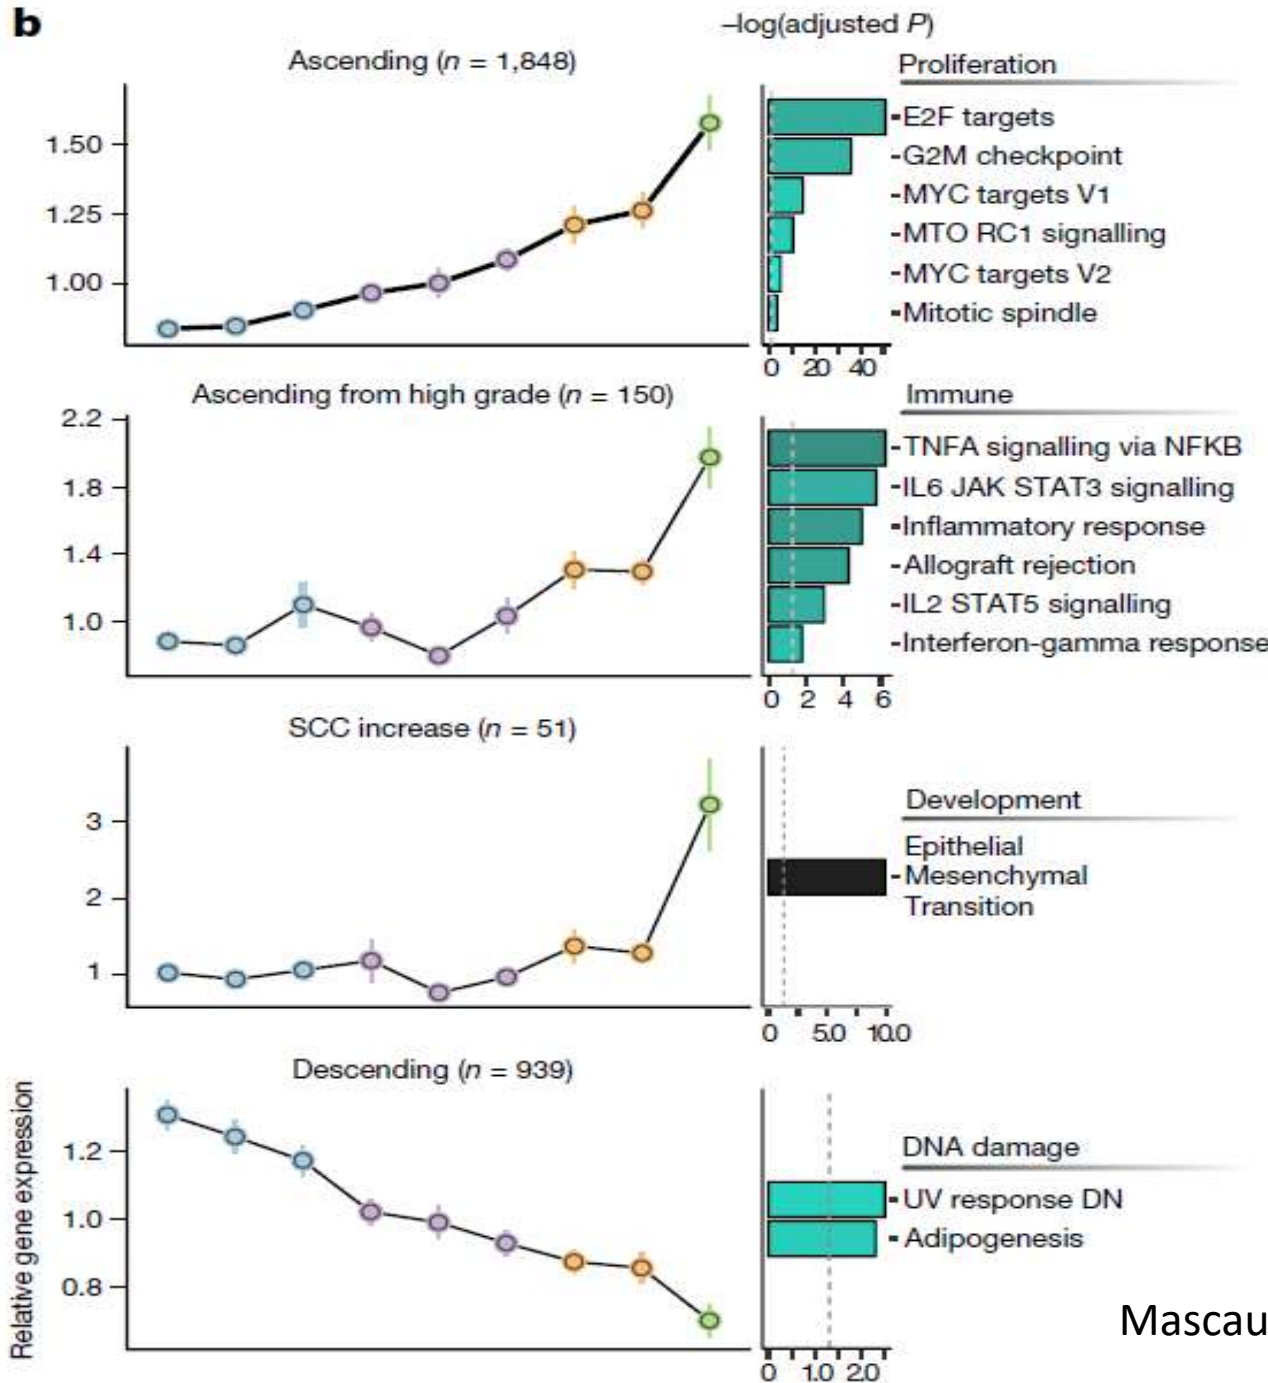 b
–log(adjusted P)
Ascending (n = 1,848)
Proliferation
1.50
1.25
1.00
E2F targets
G2M checkpoint
MYC targets V1
MTO RC1 signalling
MYC targets V2
Mitotic spindle
0 20 40
Ascending from high grade (n = 150)
Immune
2.2
1.8
1.4
1.0
TNFA signalling via NFKB
IL6 JAK STAT3 signalling
Inflammatory response
Allograft rejection
IL2 STAT5 signalling
Interferon-gamma response
0 2 4 6
SCC increase (n = 51)
3
2
1
Development
Epithelial
Mesenchymal
Transition
0 5.0 10.0
Descending (n = 939)
Relative gene expression
1.2
1.0
0.8
DNA damage
UV response DN
Adipogenesis
0 1.0 2.0
Mascau